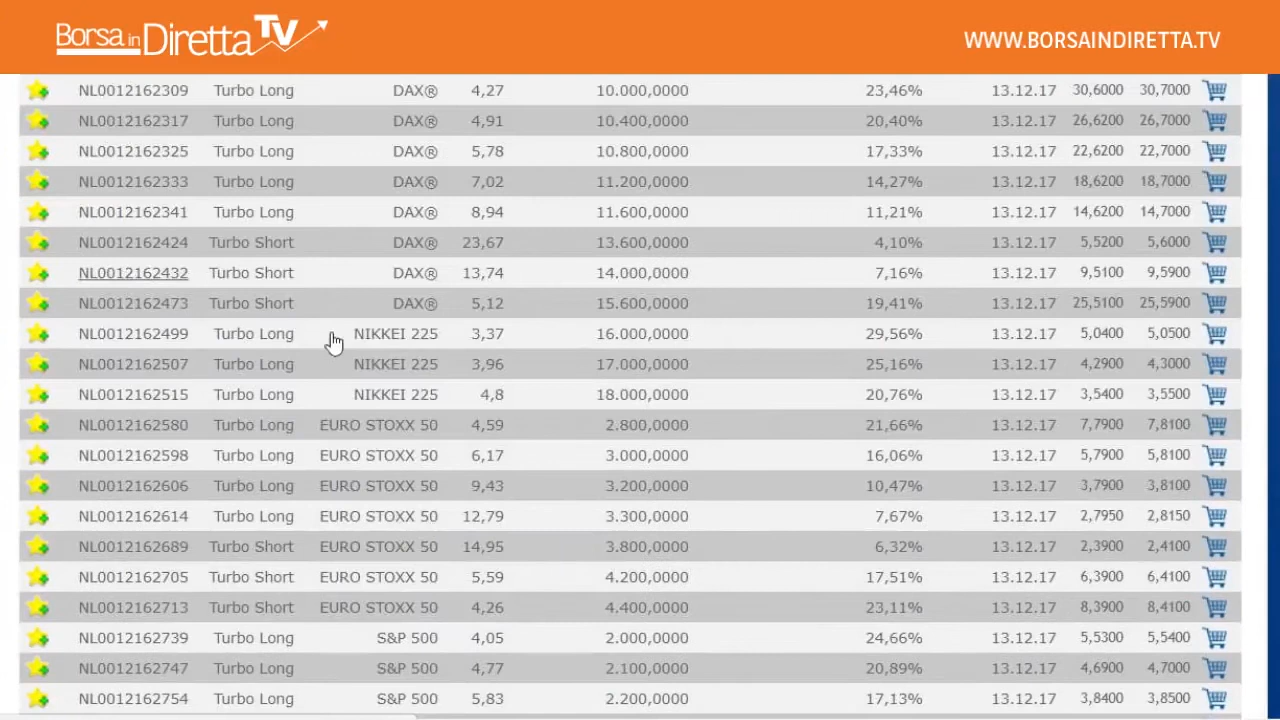 Borsa in Diretta TV
WWW.BORSAINDIRETTA.TV
NL0012162309 Turbo Long DAX® 4,27 10.000,0000 23,46% 13.12.17 30,6000 30,7000
NL0012162317 Turbo Long DAX® 4,91 10.400,0000 20,40% 13.12.17 26,6200 26,7000
NL0012162325 Turbo Long DAX® 5,78 10.800,0000 17,33% 13.12.17 22,6200 22,7000
NL0012162333 Turbo Long DAX® 7,02 11.200,0000 14,27% 13.12.17 18,6200 18,7000
NL0012162341 Turbo Long DAX® 8,94 11.600,0000 11,21% 13.12.17 14,6200 14,7000
NL0012162424 Turbo Short DAX® 23,67 13.600,0000 4,10% 13.12.17 5,5200 5,6000
NL0012162432 Turbo Short DAX® 13,74 14.000,0000 7,16% 13.12.17 9,5100 9,5900
NL0012162473 Turbo Short DAX® 5,12 15.600,0000 19,41% 13.12.17 25,5100 25,5900
NL0012162499 Turbo Long NIKKEI 225 3,37 16.000,0000 29,56% 13.12.17 5,0400 5,0500
NL0012162507 Turbo Long NIKKEI 225 3,96 17.000,0000 25,16% 13.12.17 4,2900 4,3000
NL0012162515 Turbo Long NIKKEI 225 4,8 18.000,0000 20,76% 13.12.17 3,5400 3,5500
NL0012162580 Turbo Long EURO STOXX 50 4,59 2.800,0000 21,66% 13.12.17 7,7900 7,8100
NL0012162598 Turbo Long EURO STOXX 50 6,17 3.000,0000 16,06% 13.12.17 5,7900 5,8100
NL0012162606 Turbo Long EURO STOXX 50 9,43 3.200,0000 10,47% 13.12.17 3,7900 3,8100
NL0012162614 Turbo Long EURO STOXX 50 12,79 3.300,0000 7,67% 13.12.17 2,7950 2,8150
NL0012162689 Turbo Short EURO STOXX 50 14,95 3.800,0000 6,32% 13.12.17 2,3900 2,4100
NL0012162705 Turbo Short EURO STOXX 50 5,59 4.200,0000 17,51% 13.12.17 6,3900 6,4100
NL0012162713 Turbo Short EURO STOXX 50 4,26 4.400,0000 23,11% 13.12.17 8,3900 8,4100
NL0012162739 Turbo Long S&P 500 4,05 2.000,0000 24,66% 13.12.17 5,5300 5,5400
NL0012162747 Turbo Long S&P 500 4,77 2.100,0000 20,89% 13.12.17 4,6900 4,7000
NL0012162754 Turbo Long S&P 500 5,83 2.200,0000 17,13% 13.12.17 3,8400 3,8500